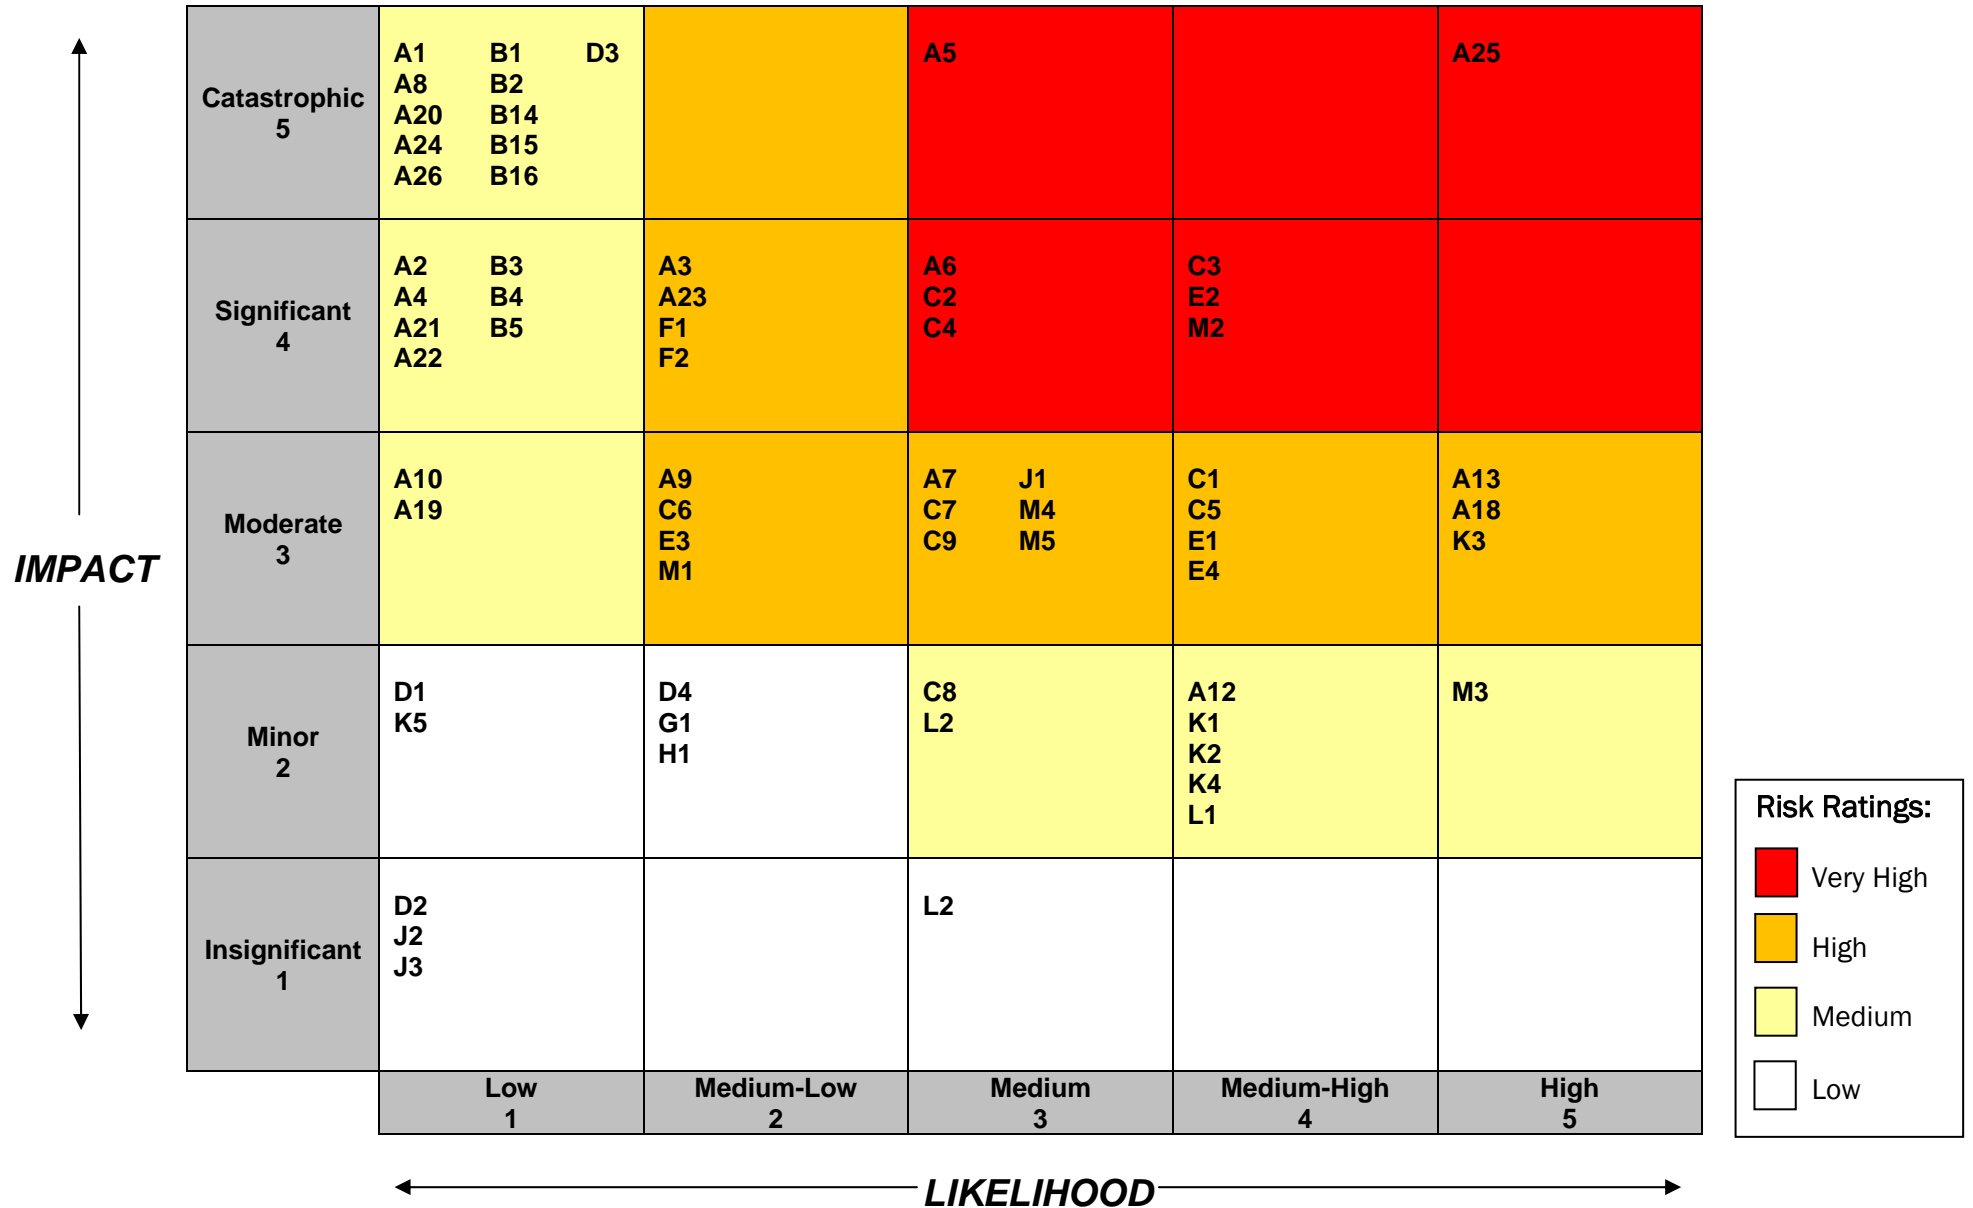 A1 B1 D3
A8 B2
A20 B14
A24 B15
A26 B16
Catastrophic
5
A5
A25
Significant
4
A2 B3
A4 B4
A21 B5
A22
A3
A23
F1
F2
A6
C2
C4
C3
E2
M2
IMPACT
Moderate
3
A10
A19
A9
C6
E3
M1
A7 J1
C7 M4
C9 M5
C1
C5
E1
E4
A13
A18
K3
Minor
2
D1
K5
D4
G1
H1
C8
L2
A12
K1
K2
K4
L1
M3
Insignificant
1
D2
J2
J3
L2
Low
1
Medium-Low
2
Medium
3
Medium-High
4
High
5
LIKELIHOOD
Risk Ratings:
Very High
High
Medium
Low